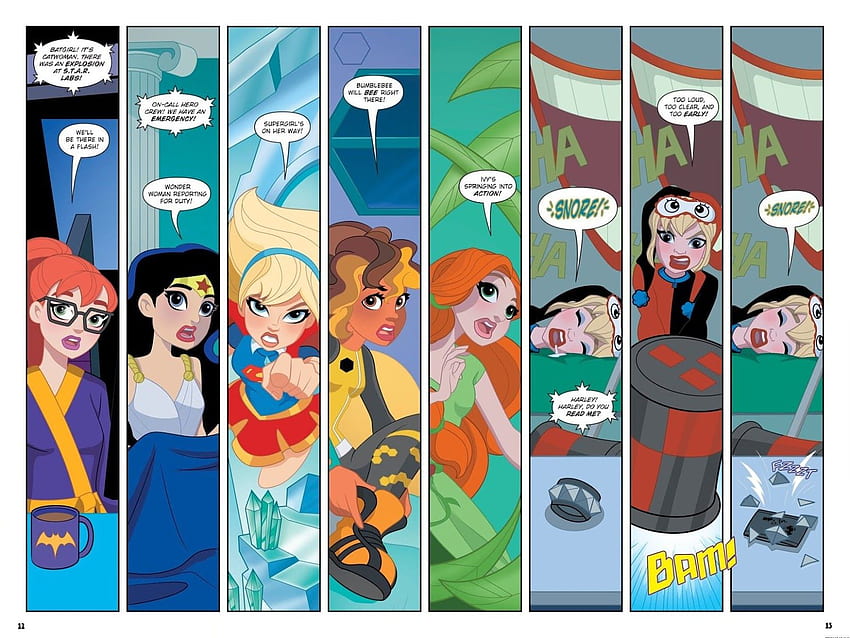 BATGIRL! IT'S
CATWOMAN. THERE
WAS AN EXPLOSION
AT S.T.A.R.
LABS!
WE'LL
BE THERE IN
A FLASH!
ON-CALL HERO
CREW! WE HAVE AN
EMERGENCY!
WONDER
WOMAN REPORTING
FOR DUTY!
SUPERGIRL'S
ON HER WAY!
BUMBLEBEE
WILL BEE RIGHT
THERE!
IVY'S
SPRINGING INTO
ACTION!
HA
SNORE!
HA
HARLEY!
HARLEY, DO YOU
READ ME?
TOO LOUD,
TOO CLEAR, AND
TOO EARLY!
HA
BAM!
HA
SNORE!
HA
FZZZT
12
13